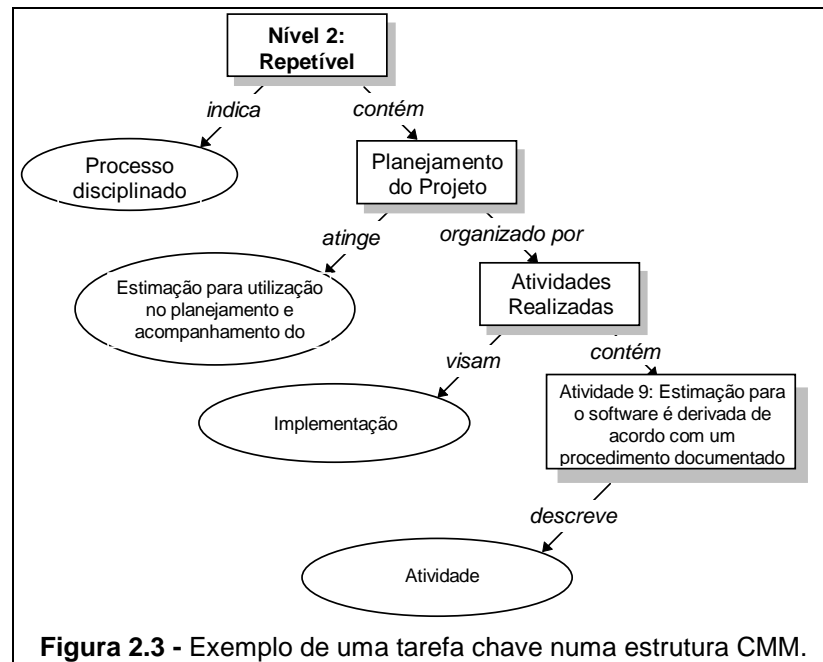 Nível 2:
Repetível
indica
contém
Processo
disciplinado
Planejamento
do Projeto
atinge
organizado por
Estimação para utilização
no planejamento e
acompanhamento do
Atividades
Realizadas
visam
contém
Implementação
Atividade 9: Estimação para
o software é derivada de
acordo com um
procedimento documentado
descreve
Atividade
Figura 2.3 - Exemplo de uma tarefa chave numa estrutura CMM.